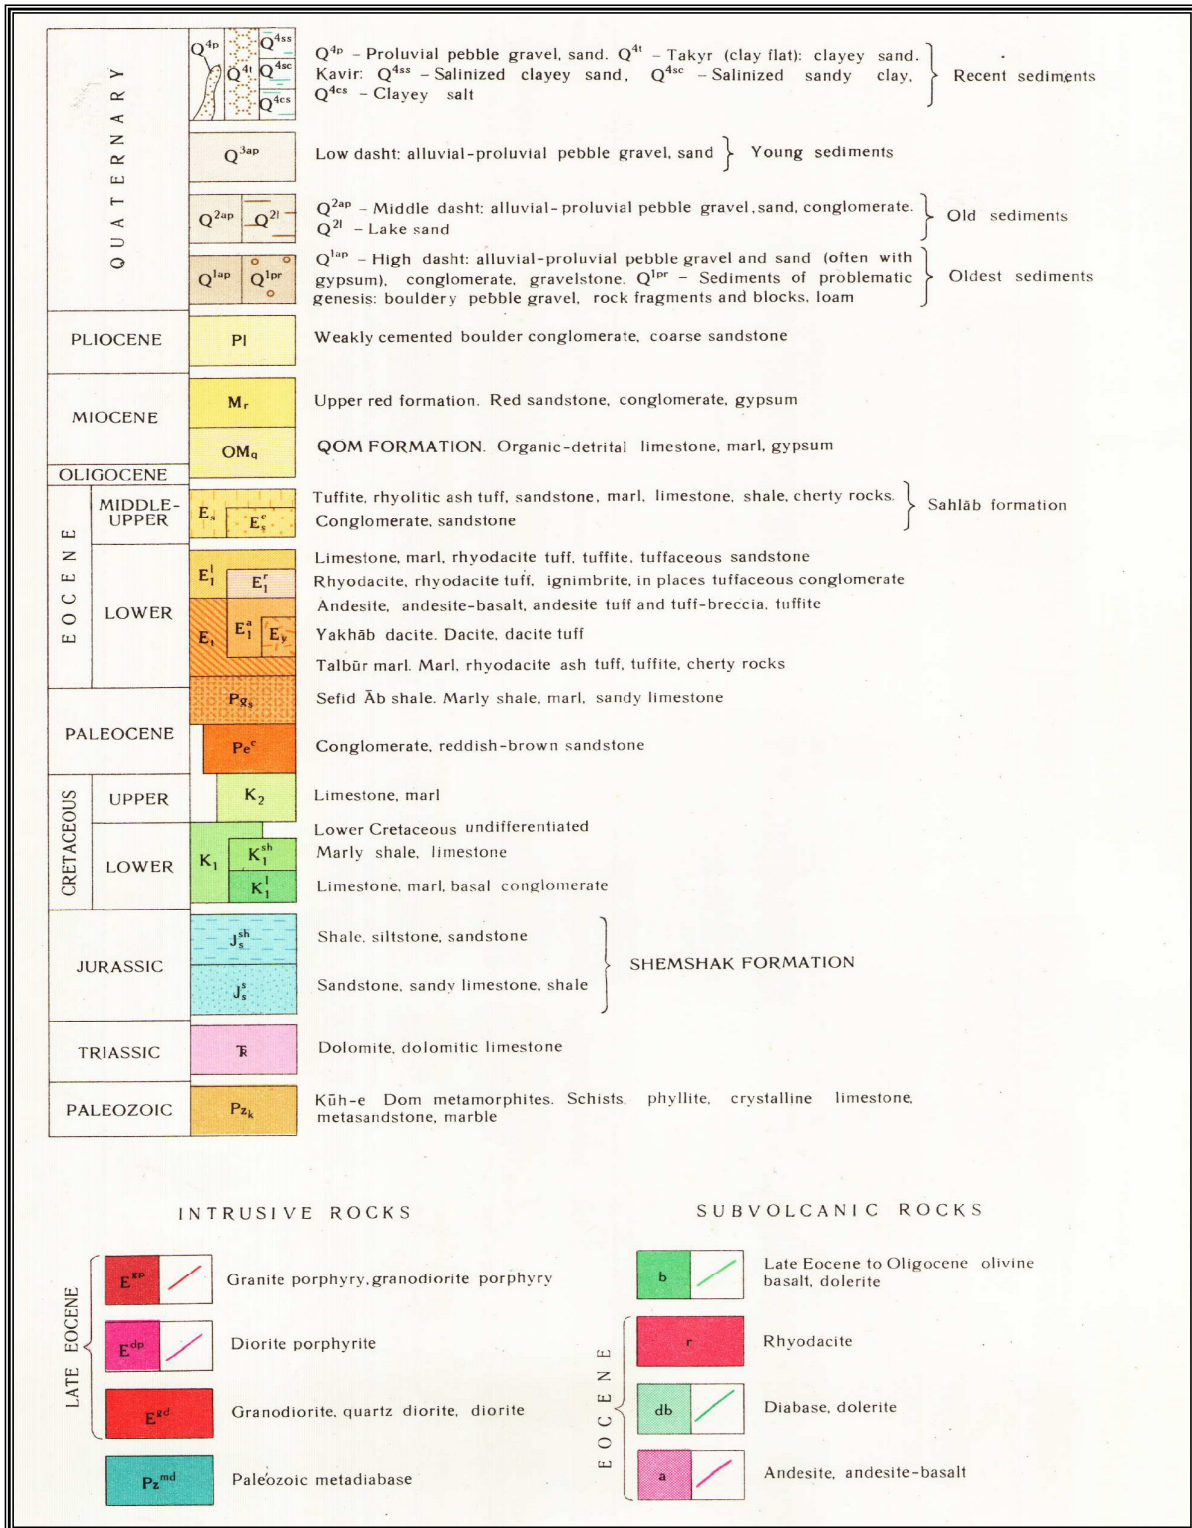 QUATERNARY
Q4p Q4t Q4ss
Q4sc
Q4cs
Q4p – Proluvial pebble gravel, sand. Q4t – Takyr (clay flat): clayey sand.
Kavir: Q4ss – Salinized clayey sand, Q4sc – Salinized sandy clay,
Q4cs – Clayey salt
Recent sediments
Q3ap
Low dasht: alluvial-proluvial pebble gravel, sand
Young sediments
Q2ap Q2l
Q2ap – Middle dasht: alluvial-proluvial pebble gravel, sand, conglomerate.
Q2l – Lake sand
Old sediments
Q1ap Q1pr
Q1ap – High dasht: alluvial-proluvial pebble gravel and sand (often with
gypsum), conglomerate, gravelstone. Q1pr – Sediments of problematic
genesis: bouldery pebble gravel, rock fragments and blocks, loam
Oldest sediments
PLIOCENE
Pl
Weakly cemented boulder conglomerate, coarse sandstone
MIOCENE
Mr
Upper red formation. Red sandstone, conglomerate, gypsum
OMq
QOM FORMATION. Organic-detrital limestone, marl, gypsum
OLIGOCENE
EOCENE
MIDDLE-
UPPER
Es
Esc
Tuffite, rhyolitic ash tuff, sandstone, marl, limestone, shale, cherty rocks.
Conglomerate, sandstone
Sahlāb formation
LOWER
E1l
Limestone, marl, rhyodacite tuff, tuffite, tuffaceous sandstone
E1r
Rhyodacite, rhyodacite tuff, ignimbrite, in places tuffaceous conglomerate
E1a
Andesite, andesite-basalt, andesite tuff and tuff-breccia, tuffite
Ey
Yakhāb dacite. Dacite, dacite tuff
Et
Talbūr marl. Marl, rhyodacite ash tuff, tuffite, cherty rocks
PALEOCENE
Pgs
Sefid Āb shale. Marly shale, marl, sandy limestone
Pec
Conglomerate, reddish-brown sandstone
CRETACEOUS
UPPER
K2
Limestone, marl
LOWER
K1
Lower Cretaceous undifferentiated
K1sh
Marly shale, limestone
K1l
Limestone, marl, basal conglomerate
JURASSIC
Jssh
Shale, siltstone, sandstone
Jss
Sandstone, sandy limestone, shale
SHEMSHAK FORMATION
TRIASSIC
TR
Dolomite, dolomitic limestone
PALEOZOIC
Pzk
Kūh-e Dom metamorphites. Schists phyllite, crystalline limestone,
metasandstone, marble
INTRUSIVE ROCKS
LATE EOCENE
Egp
Granite porphyry, granodiorite porphyry
Edp
Diorite porphyrite
Egd
Granodiorite, quartz diorite, diorite
Pzmd
Paleozoic metadiabase
SUBVOLCANIC ROCKS
b
Late Eocene to Oligocene olivine
basalt, dolerite
EOCENE
r
Rhyodacite
db
Diabase, dolerite
a
Andesite, andesite-basalt